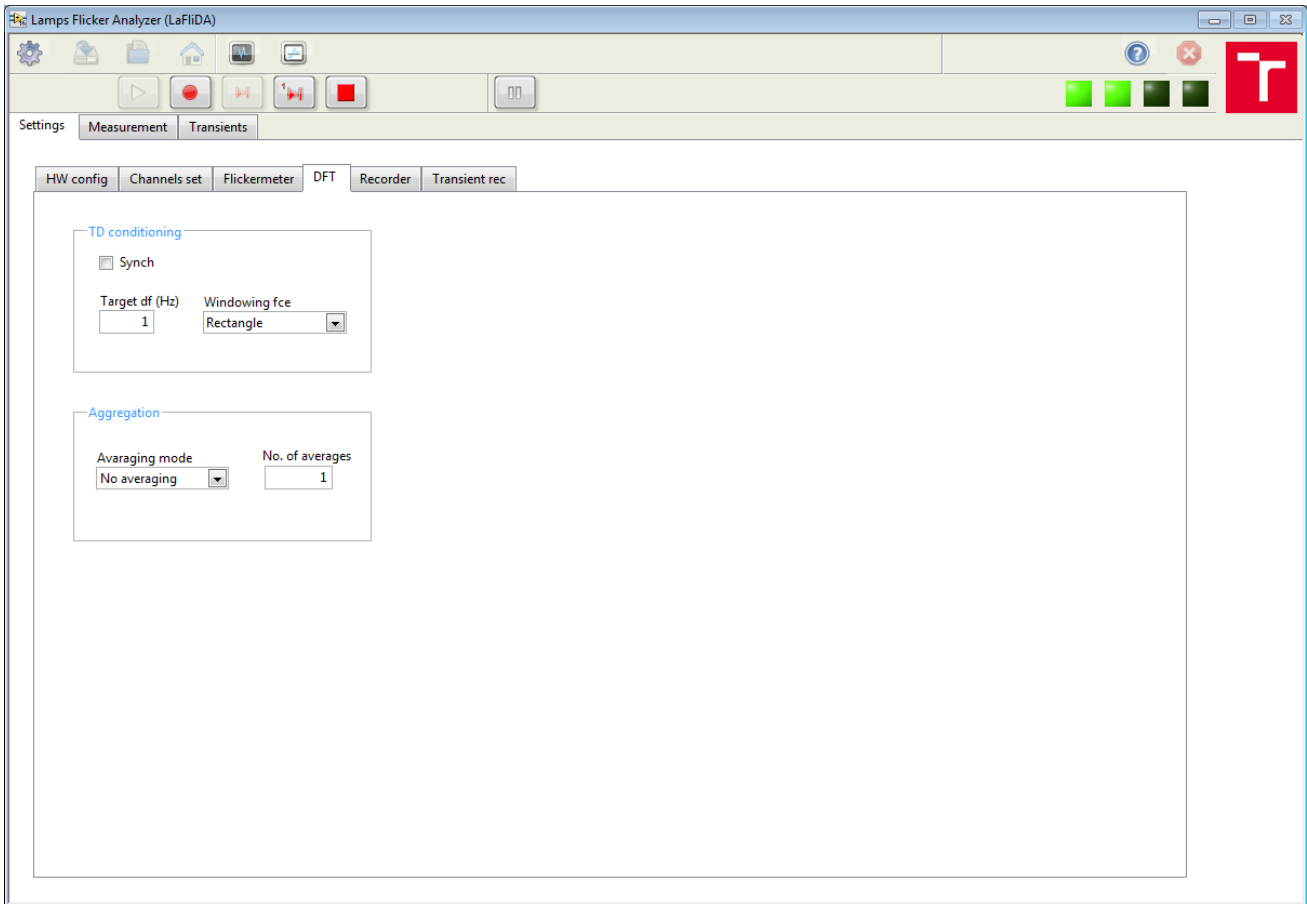 Lamps Flicker Analyzer (LaFliDA)
1
Settings Measurement Transients
HW config Channels set Flickermeter DFT Recorder Transient rec
TD conditioning
Synch
Target df (Hz) Windowing fce
1 Rectangle
Aggregation
Avaraging mode No. of averages
No averaging 1